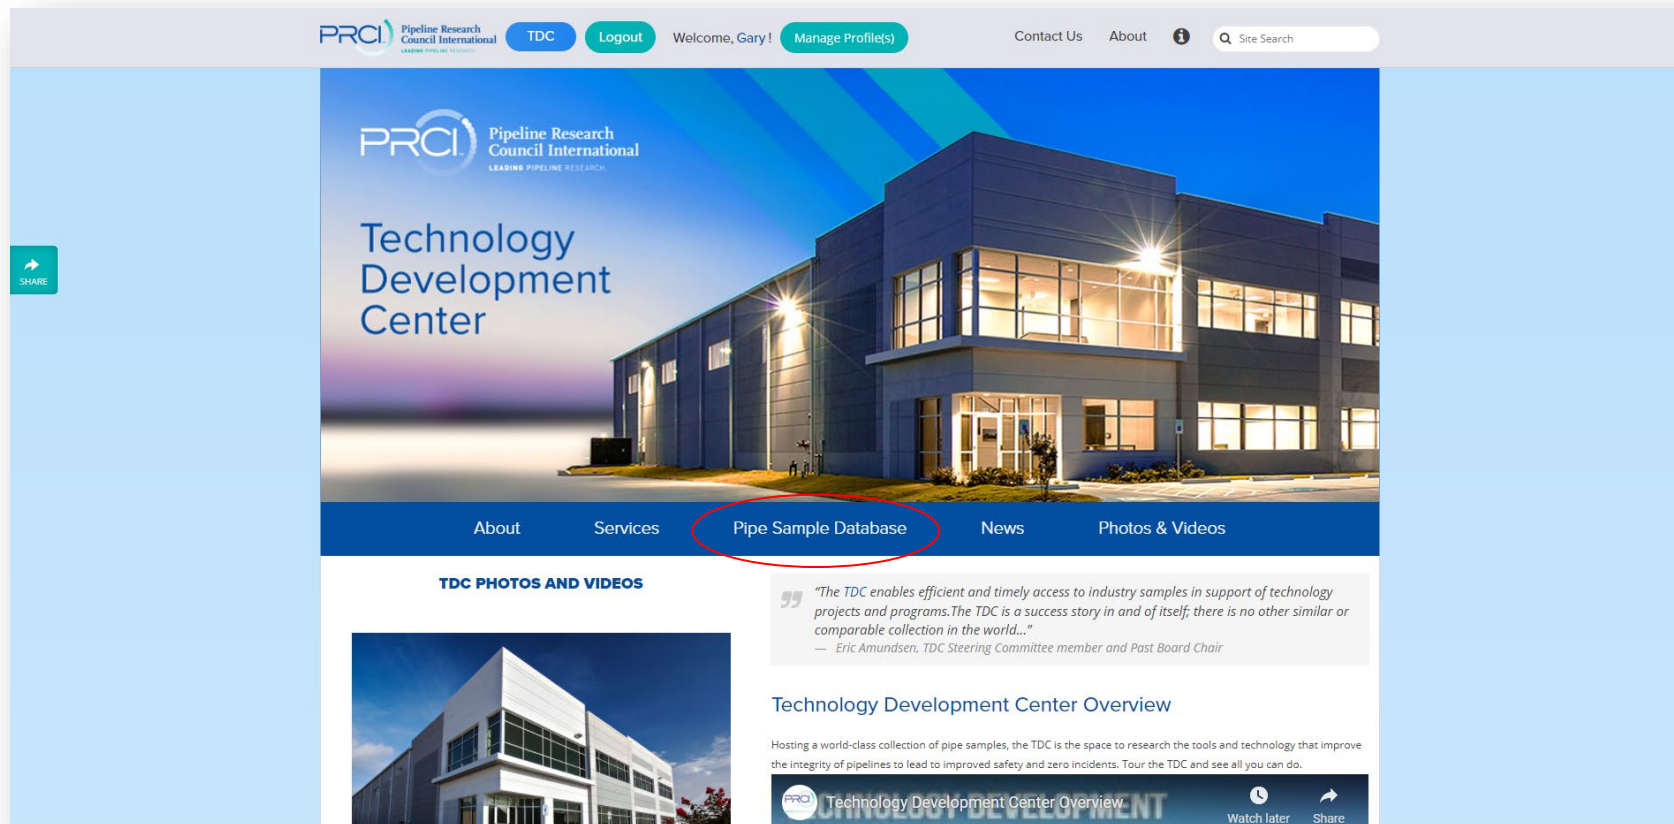 PRCI Pipeline Research
Council International
LEADING PIPELINE RESEARCH
TDC
Logout
Welcome, Gary !
Manage Profile(s)
Contact Us
About
Site Search
SHARE
PRCI Pipeline Research
Council International
LEADING PIPELINE RESEARCH
Technology
Development
Center
About
Services
Pipe Sample Database
News
Photos & Videos
TDC PHOTOS AND VIDEOS
“The TDC enables efficient and timely access to industry samples in support of technology
projects and programs.The TDC is a success story in and of itself; there is no other similar or
comparable collection in the world...”
— Eric Amundsen, TDC Steering Committee member and Past Board Chair
Technology Development Center Overview
Hosting a world-class collection of pipe samples, the TDC is the space to research the tools and technology that improve
the integrity of pipelines to lead to improved safety and zero incidents. Tour the TDC and see all you can do.
PRCI
Technology Development Center Overview
Watch later
Share